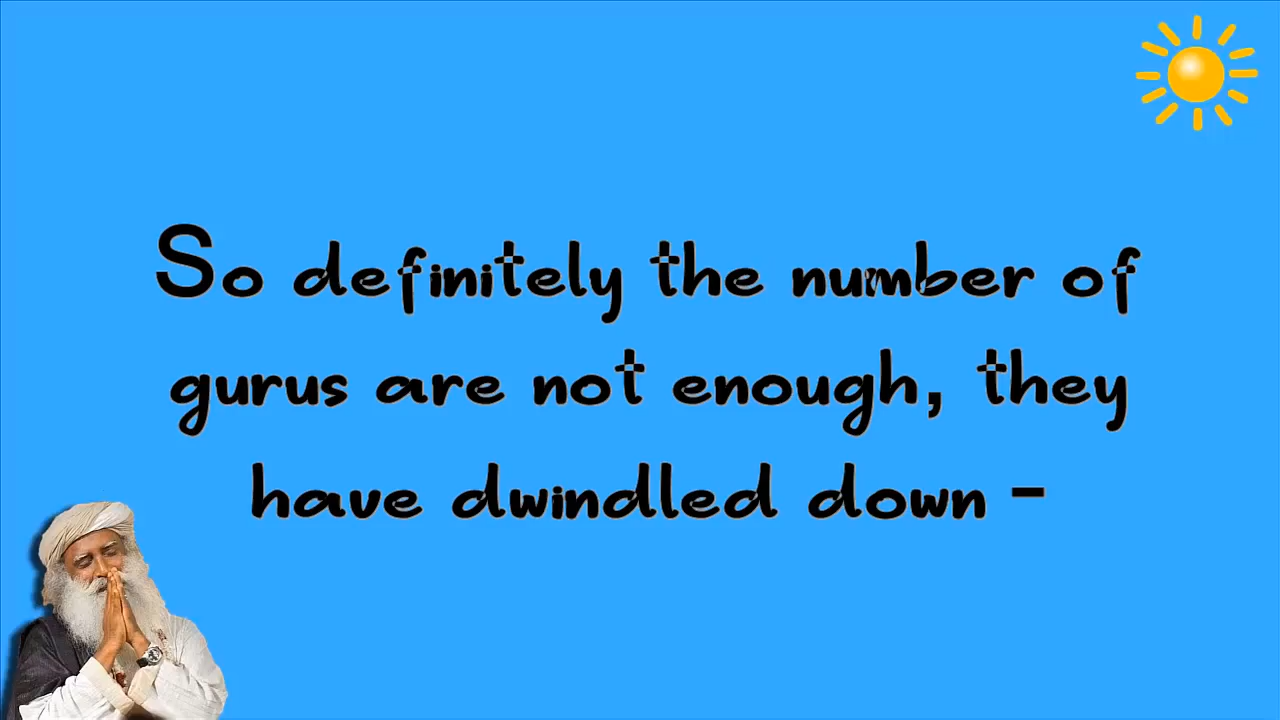 So definitely the number of
gurus are not enough, they
have dwindled down -